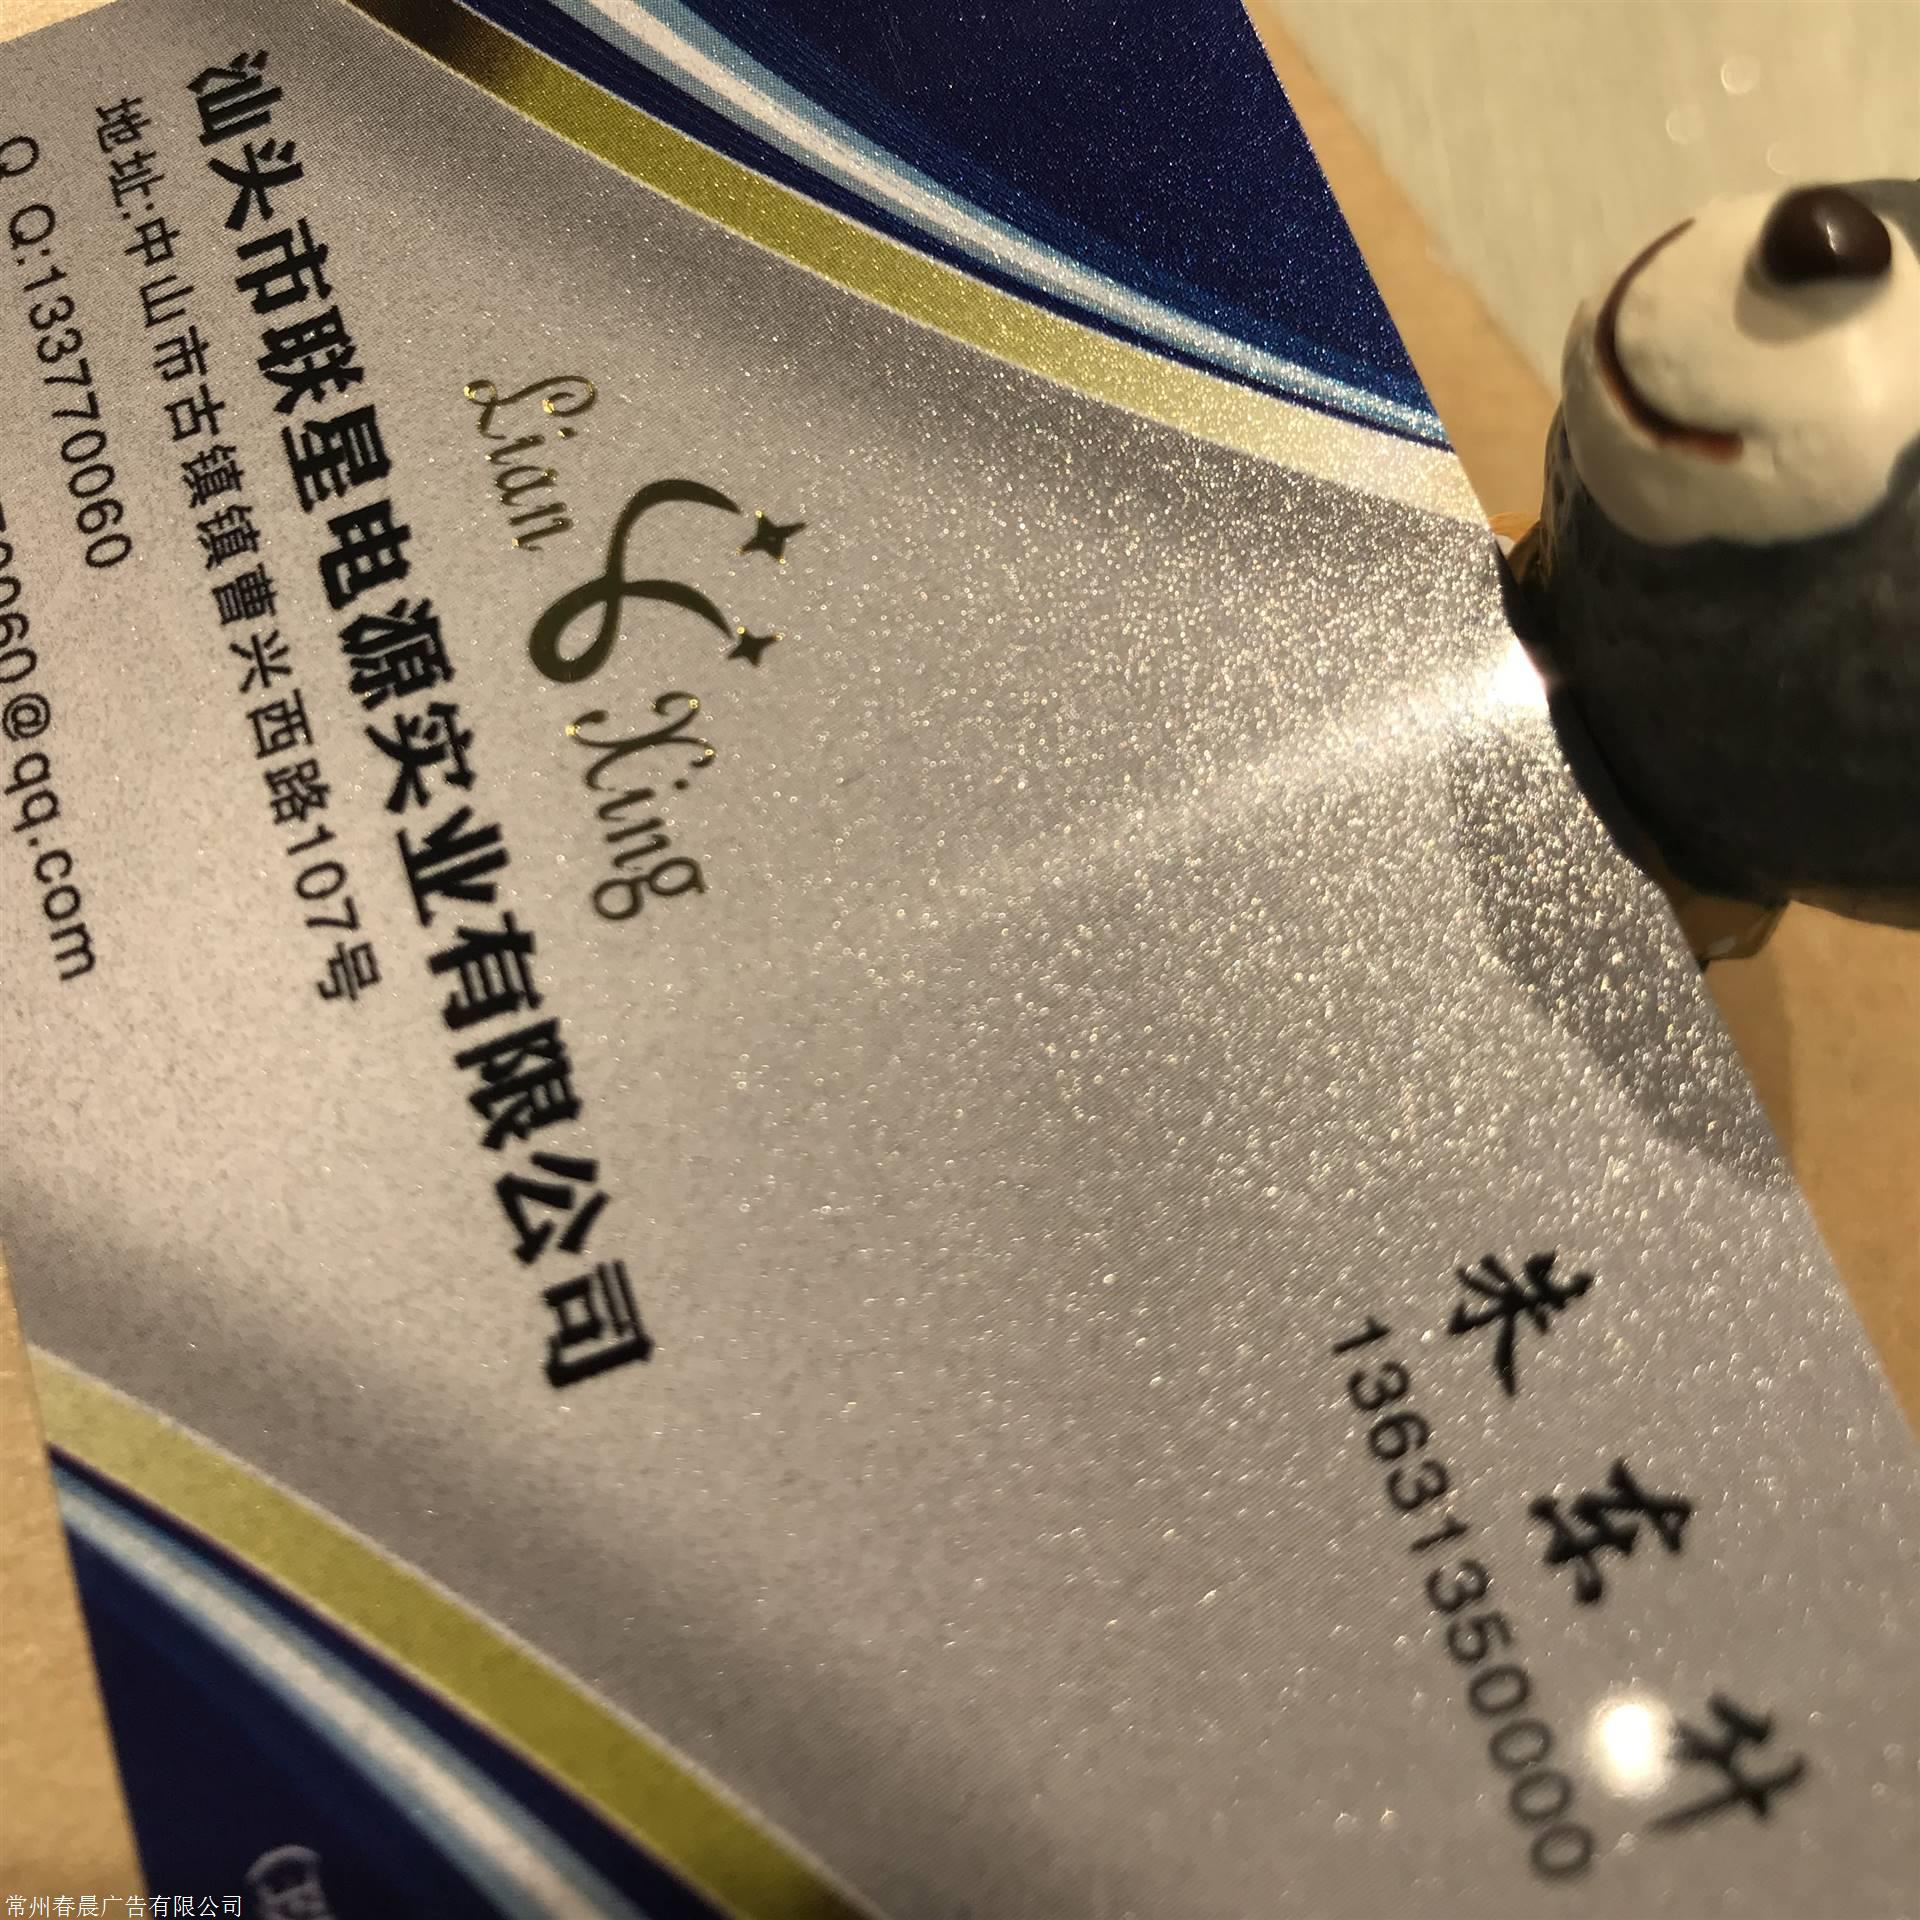 Lian Xing
汕头市联星电源实业有限公司
地址:中山市古镇镇曹兴西路107号
Q Q:133770060
70060@qq.com
朱东升
13631350000
常州春晨广告有限公司